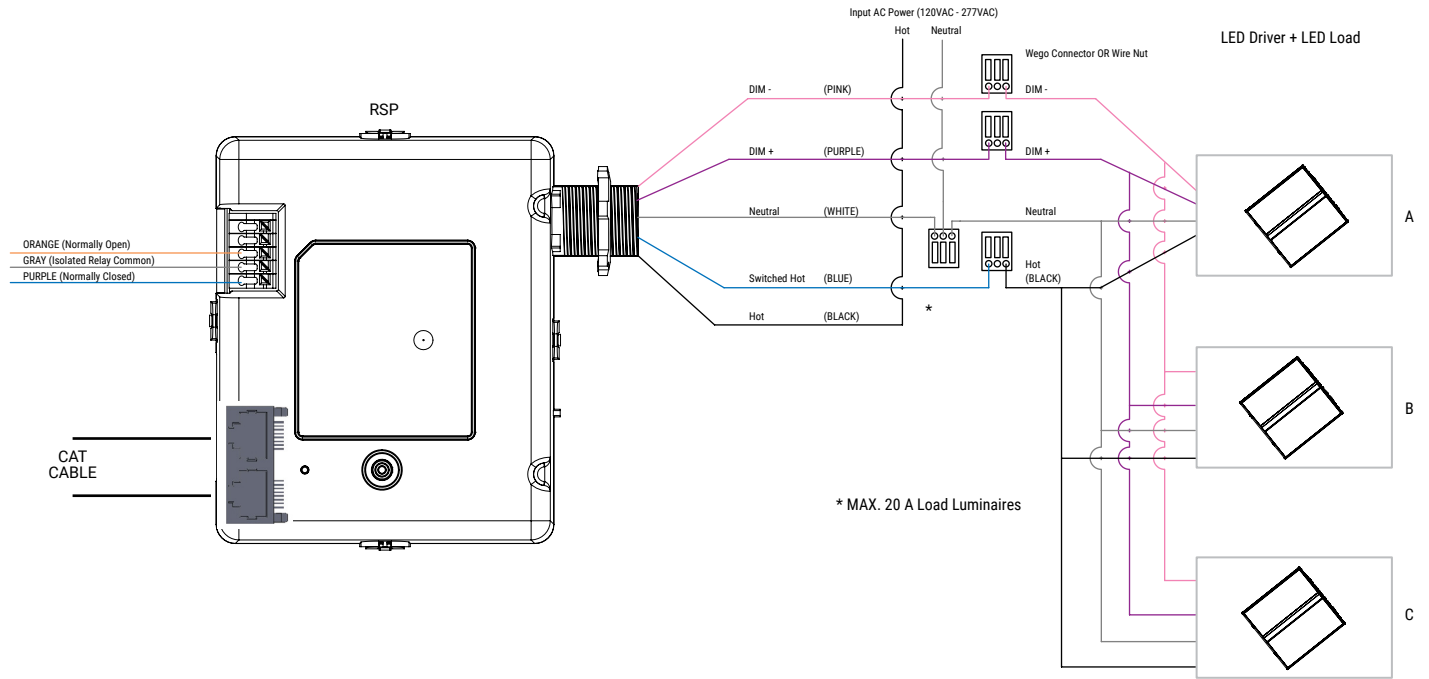 Input AC Power (120VAC - 277VAC)
Hot Neutral
LED Driver + LED Load
Wego Connector OR Wire Nut
DIM - (PINK) DIM -
RSP
DIM + (PURPLE) DIM +
Neutral (WHITE) Neutral
A
ORANGE (Normally Open)
GRAY (Isolated Relay Common)
PURPLE (Normally Closed)
Switched Hot (BLUE)
Hot
(BLACK)
*
Hot (BLACK)
B
CAT
CABLE
* MAX. 20 A Load Luminaires
C